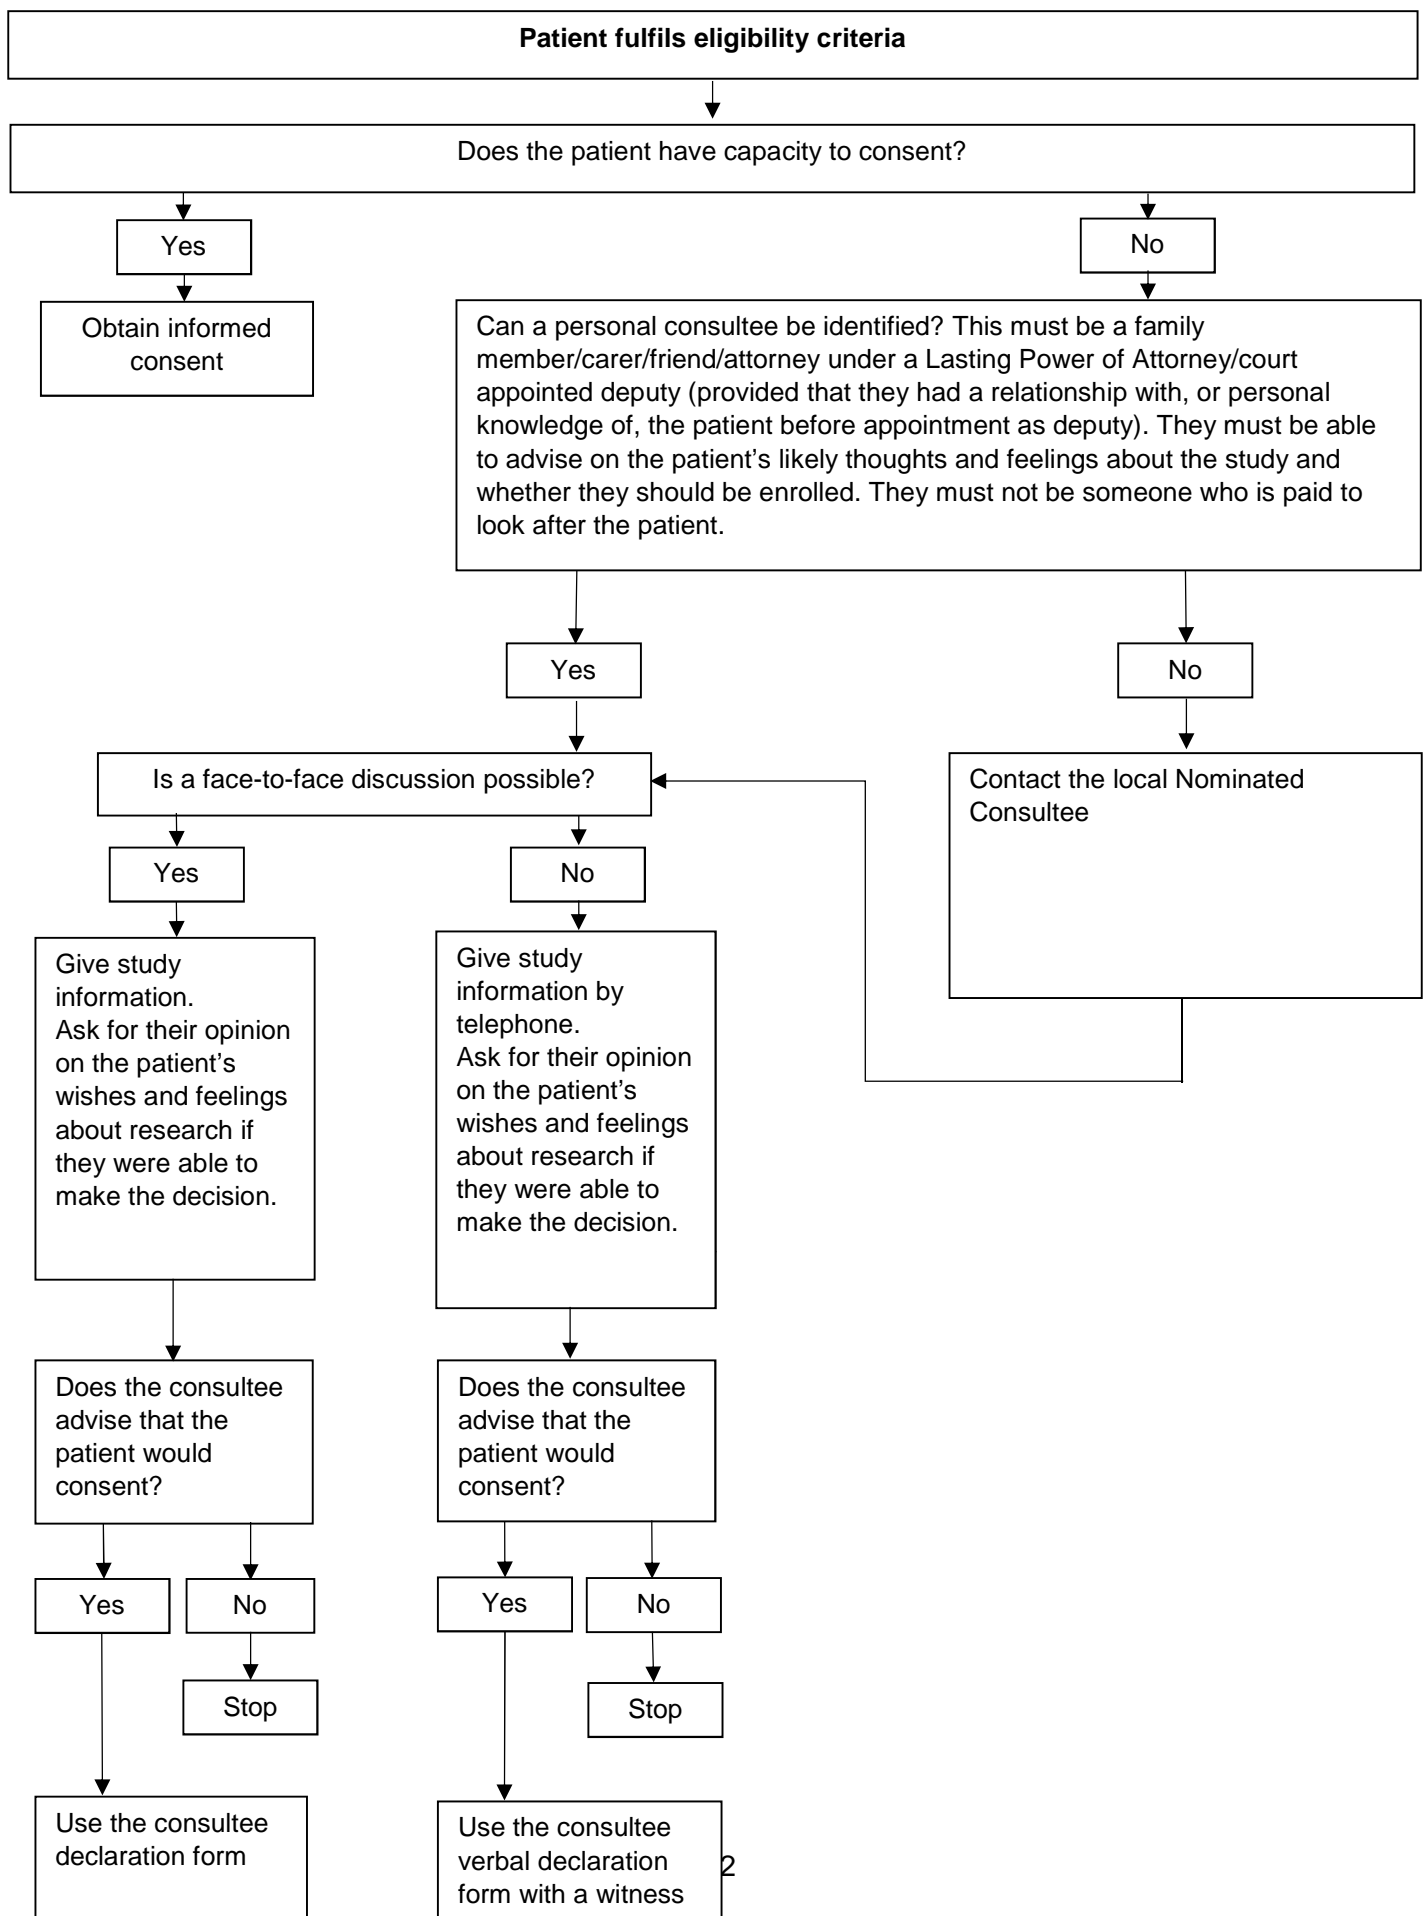 Patient fulfils eligibility criteria
Does the patient have capacity to consent?
Yes
No
Obtain informed
consent
Can a personal consultee be identified? This must be a family
member/carer/friend/attorney under a Lasting Power of Attorney/court
appointed deputy (provided that they had a relationship with, or personal
knowledge of, the patient before appointment as deputy). They must be able
to advise on the patient's likely thoughts and feelings about the study and
whether they should be enrolled. They must not be someone who is paid to
look after the patient.
Yes
No
Is a face-to-face discussion possible?
Contact the local Nominated
Consultee
Yes
No
Give study
information.
Ask for their opinion
on the patient's
wishes and feelings
about research if
they were able to
make the decision.
Give study
information by
telephone.
Ask for their opinion
on the patient's
wishes and feelings
about research if
they were able to
make the decision.
Does the consultee
advise that the
patient would
consent?
Does the consultee
advise that the
patient would
consent?
Yes
No
Yes
No
Stop
Stop
Use the consultee
declaration form
Use the consultee
verbal declaration
form with a witness
2